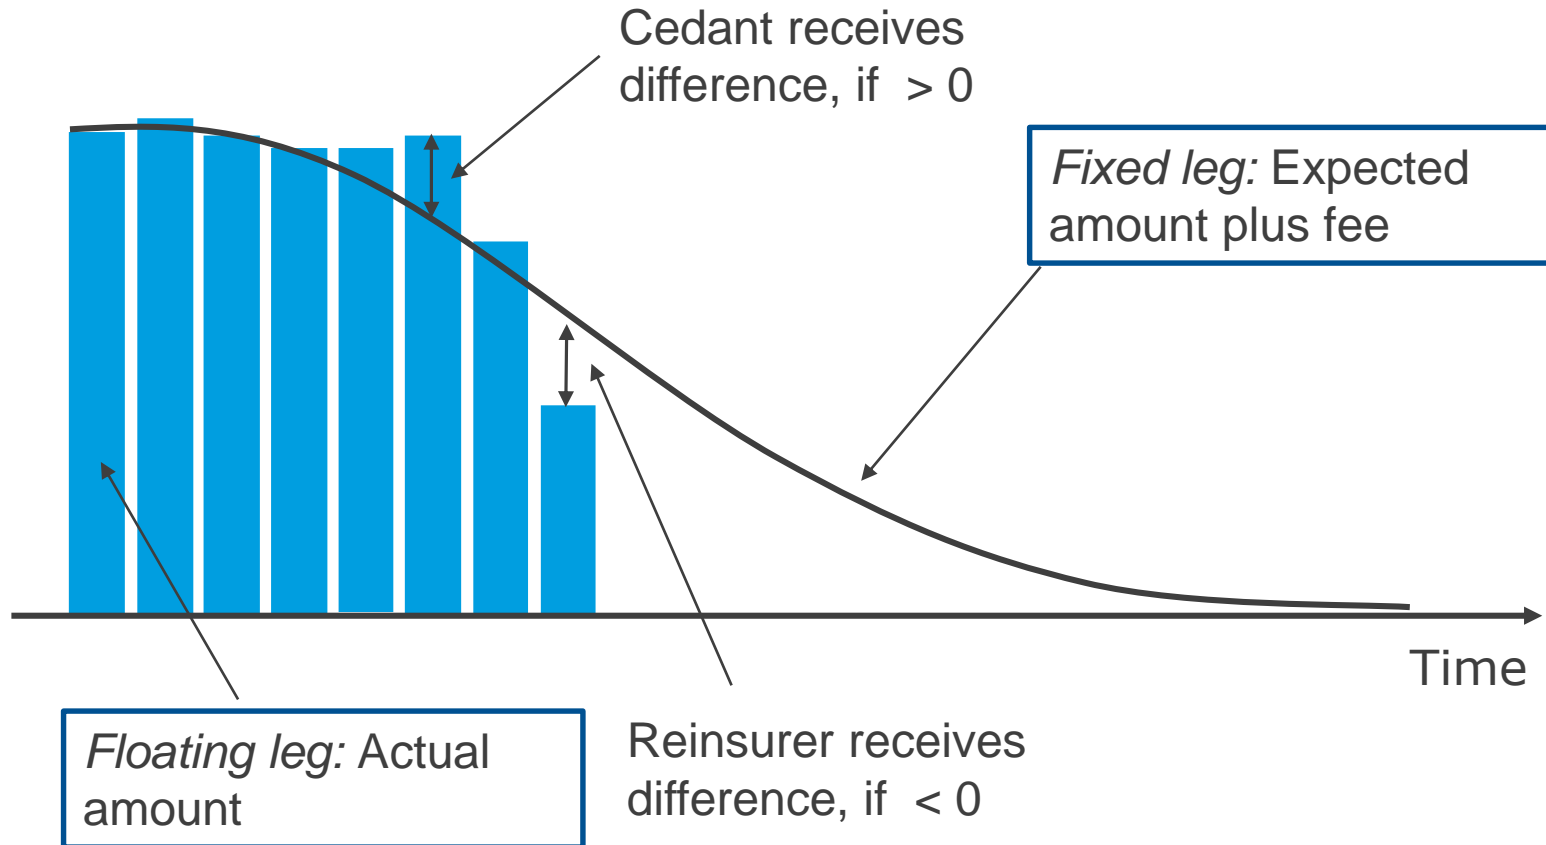 Cedant receives
difference, if  > 0
Fixed leg: Expected
amount plus fee
Time
Floating leg: Actual
amount
Reinsurer receives
difference, if  < 0